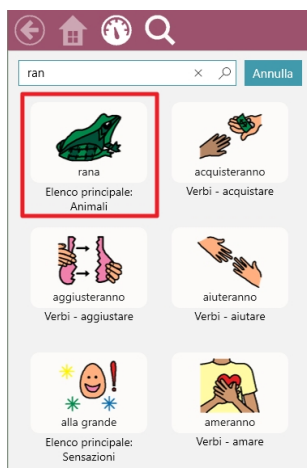 ran
Annulla
rana
acquisteranno
Elenco principale:
Animali
Verbi - acquistare
aggiusteranno
aiuteranno
Verbi - aggiustare
Verbi - aiutare
alla grande
ameranno
Elenco principale:
Sensazioni
Verbi - amare